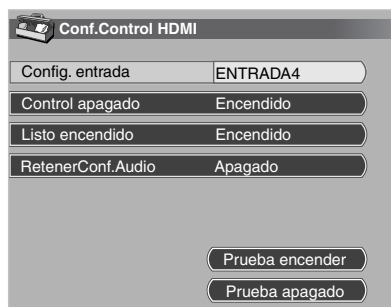 Conf.Control HDMI
Config. entrada ENTRADA4
Control apagado Encendido
Listo encendido Encendido
RetenerConf.Audio Apagado
Prueba encender
Prueba apagado